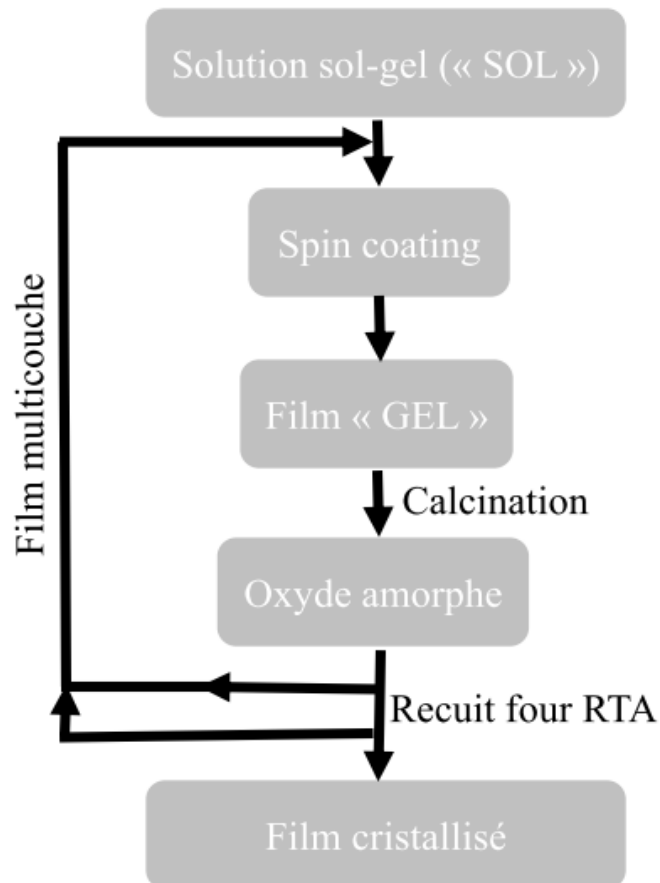 Solution sol-gel (« SOL »)
Spin coating
Film multicouche
Film « GEL »
Calcination
Oxyde amorphe
Recuit four RTA
Film cristallisé